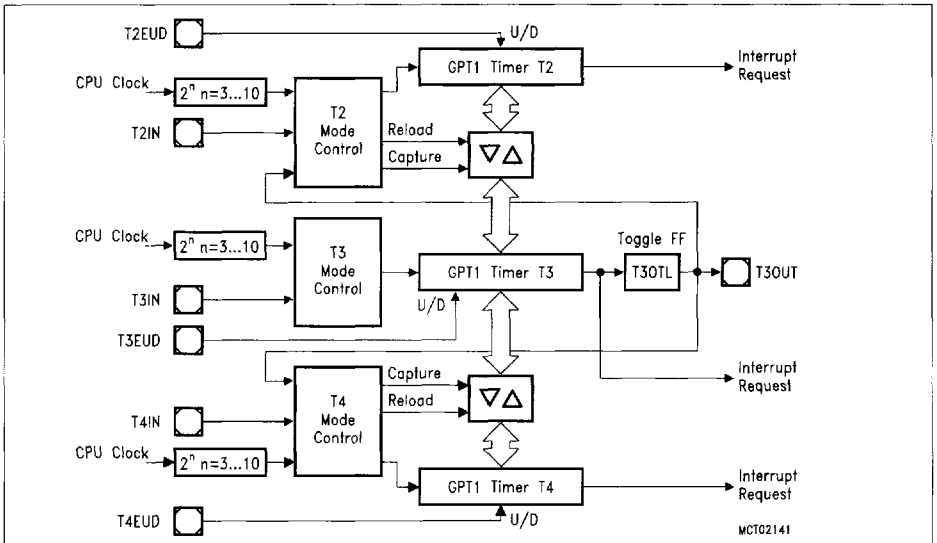 T2EUD
U/D
GPT1 Timer T2
Interrupt
Request
CPU Clock
2ⁿ n=3...10
T2
Mode
Control
T2IN
Reload
Capture
CPU Clock
2ⁿ n=3...10
T3
Mode
Control
Toggle FF
GPT1 Timer T3
T3OTL
T3OUT
T3IN
U/D
T3EUD
Interrupt
Request
T4
Mode
Control
Capture
Reload
T4IN
CPU Clock
2ⁿ n=3...10
GPT1 Timer T4
Interrupt
Request
T4EUD
U/D
MCT02141